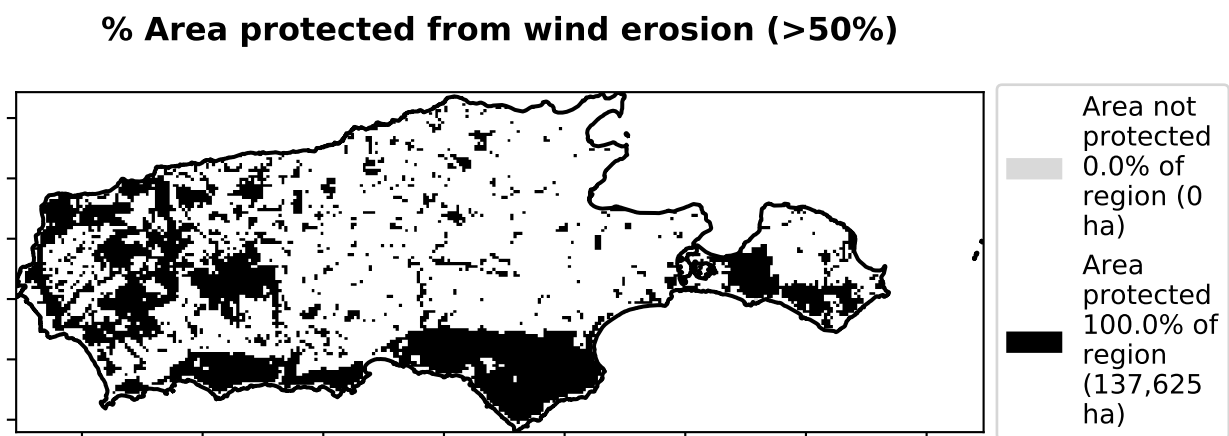 % Area protected from wind erosion (>50%)
Area not
protected
0.0% of
region (0
ha)
Area
protected
100.0% of
region
(137,625
ha)